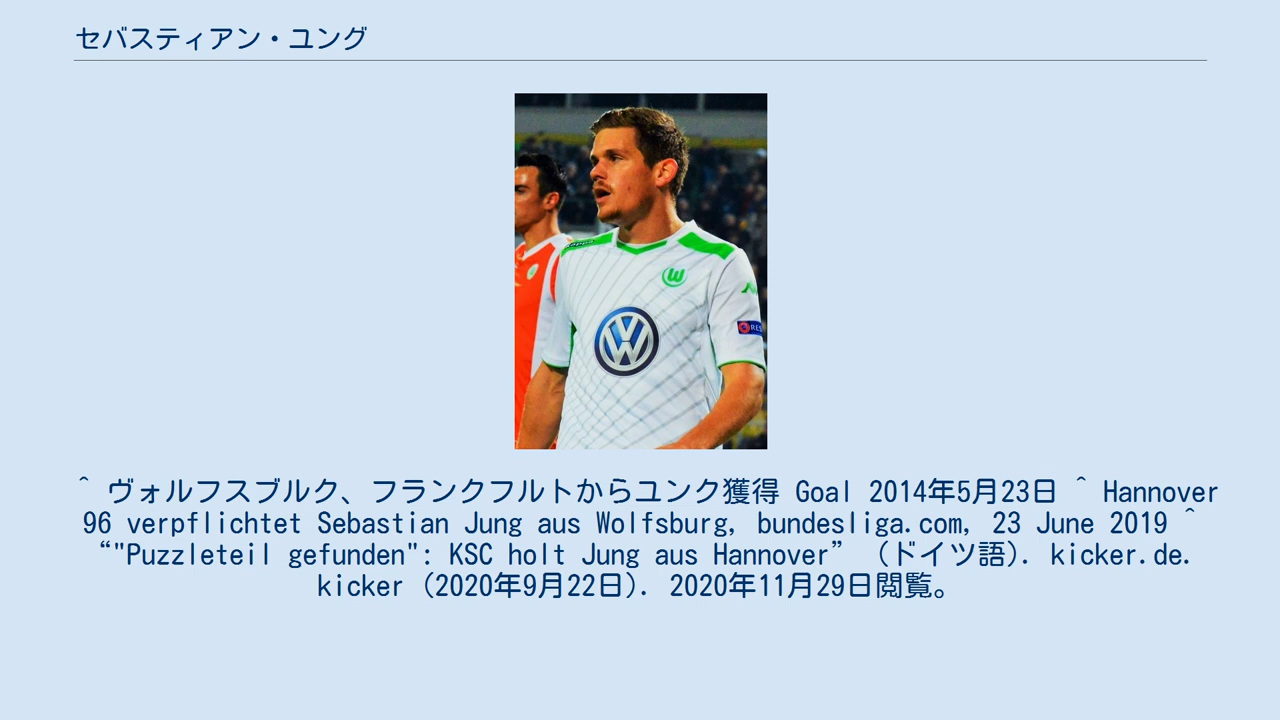 セバスティアン・ユング
W
RES
^ ヴォルフスブルク、フランクフルトからユンク獲得 Goal 2014年5月23日 ^ Hannover
96 verpflichtet Sebastian Jung aus Wolfsburg, bundesliga.com, 23 June 2019 ^
“"Puzzleteil gefunden": KSC holt Jung aus Hannover” (ドイツ語). kicker.de.
kicker (2020年9月22日). 2020年11月29日閲覧。